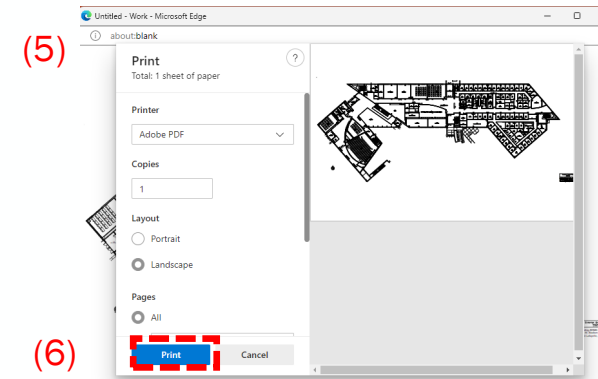 Untitled - Work - Microsoft Edge
(5)
about:blank
Print
?
Total: 1 sheet of paper
Printer
Adobe PDF
Copies
1
Layout
Portrait
Landscape
Pages
All
(6)
Print
Cancel